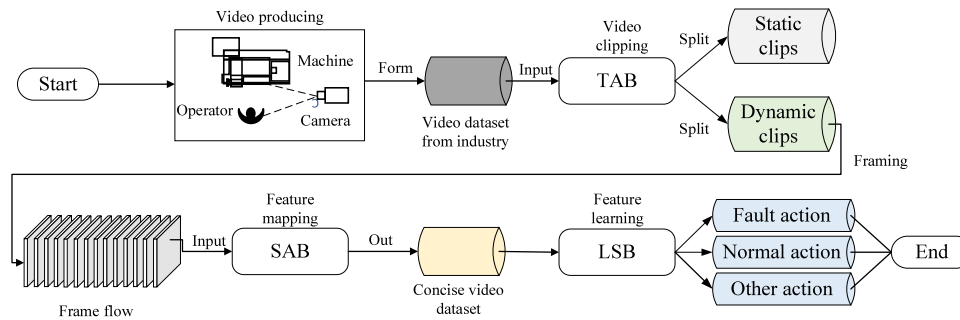 Video producing
Start
Machine
Operator
Camera
Form
Video dataset
from industry
Input
Video
clipping
TAB
Split
Static
clips
Split
Dynamic
clips
Framing
Frame flow
Input
Feature
mapping
SAB
Out
Concise video
dataset
Feature
learning
LSB
Fault action
Normal action
Other action
End